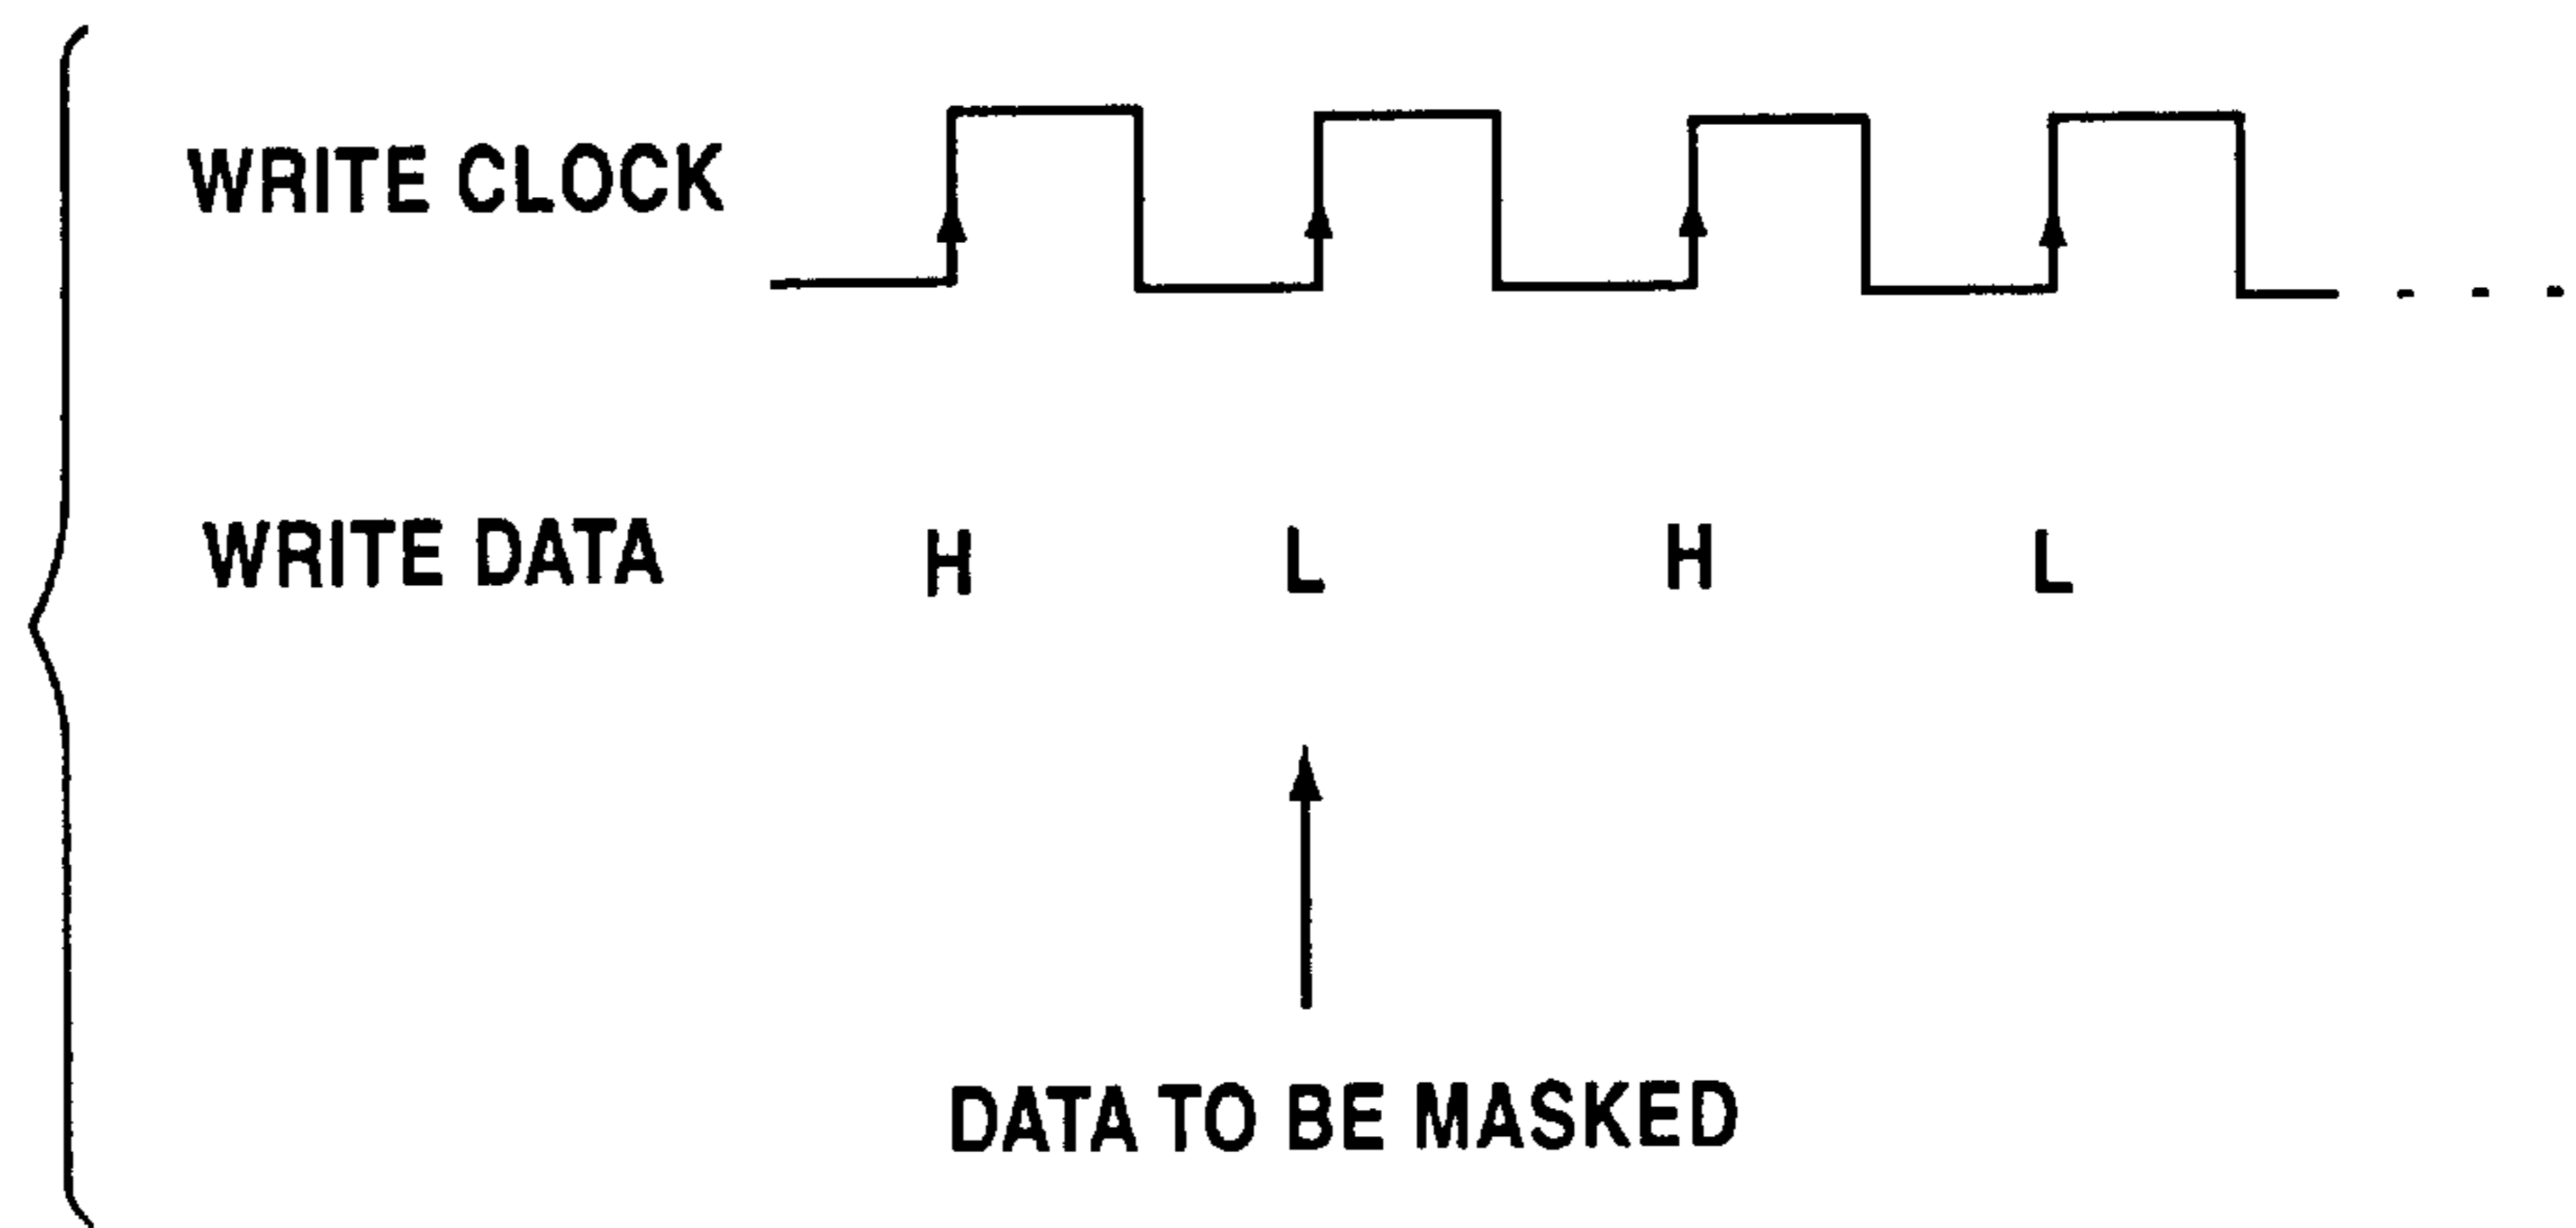 WRITE CLOCK
WRITE DATA H L H L
DATA TO BE MASKED